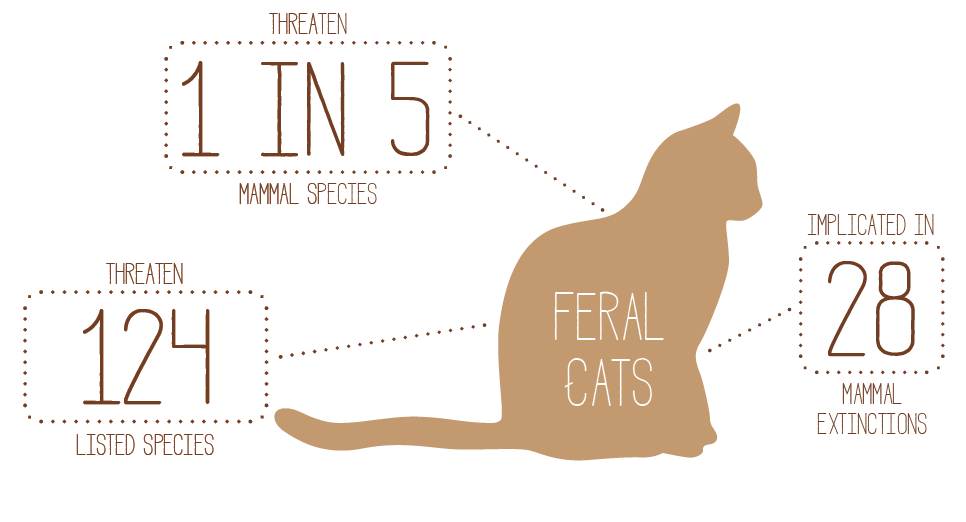 THREATEN
1 IN 5
MAMMAL SPECIES
THREATEN
124
LISTED SPECIES
FERAL
CATS
IMPLICATED IN
28
MAMMAL
EXTINCTIONS